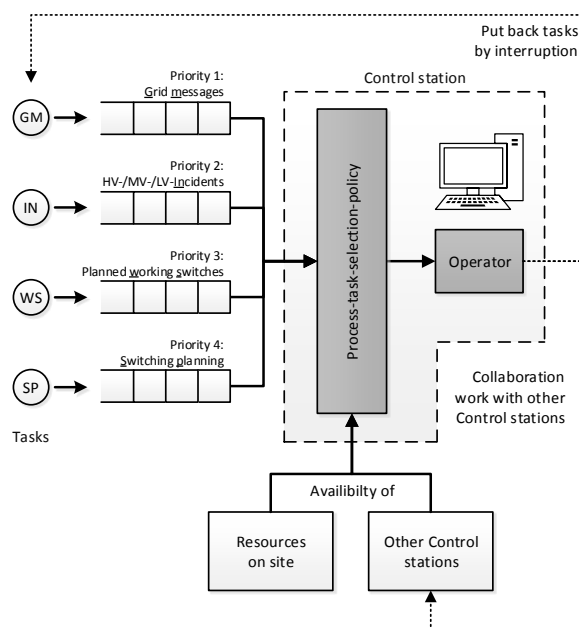 Put back tasks
by interruption
Control station
Priority 1:
Grid messages
GM
Priority 2:
HV-/MV-/LV-Incidents
IN
Process-task-selection-policy
Operator
Priority 3:
Planned working switches
WS
Priority 4:
Switching planning
SP
Tasks
Collaboration
work with other
Control stations
Availibilty of
Resources
on site
Other Control
stations